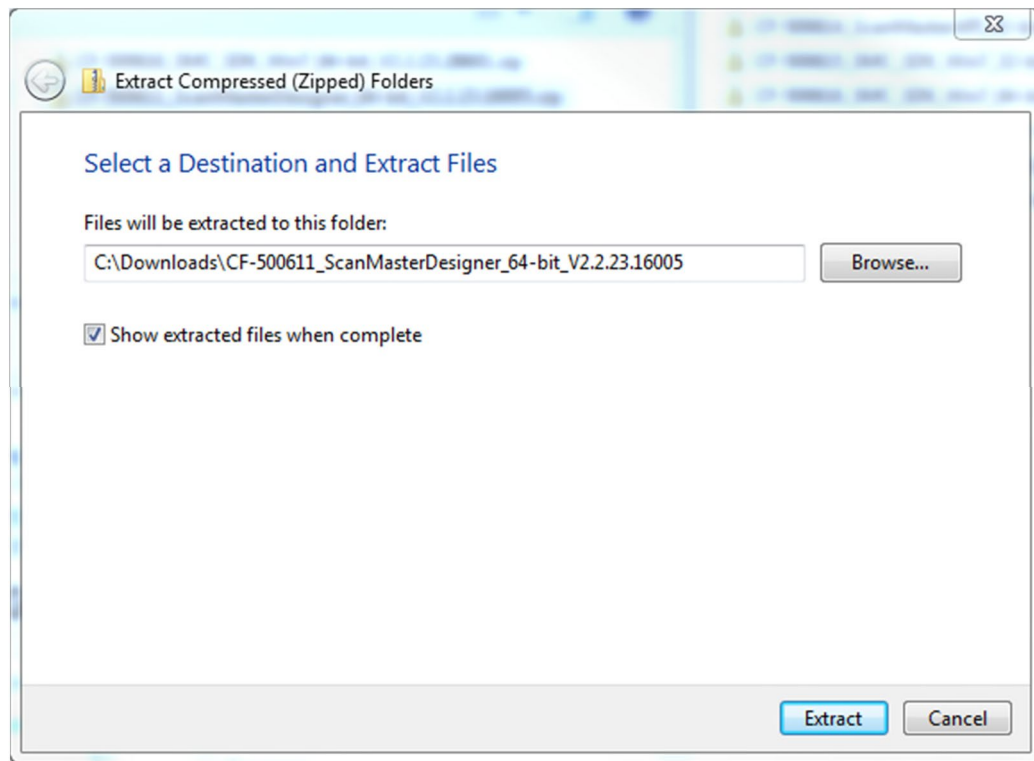 Extract Compressed (Zipped) Folders
Select a Destination and Extract Files
Files will be extracted to this folder:
C:\Downloads\CF-500611_ScanMasterDesigner_64-bit_V2.2.23.16005
Browse...
Show extracted files when complete
Extract
Cancel